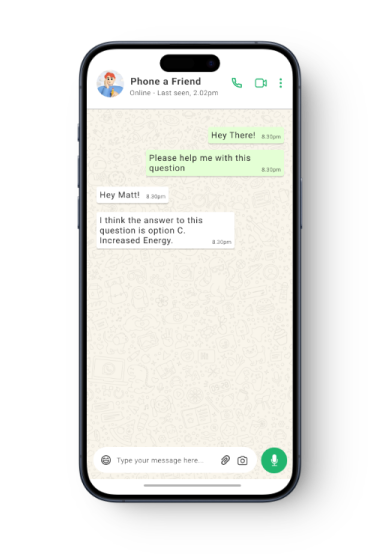 Phone a Friend
Online - Last seen, 2.02pm
Hey There! 8.30pm
Please help me with this
question 8.30pm
Hey Matt! 8.30pm
I think the answer to this
question is option C.
Increased Energy. 8.30pm
Type your message here...